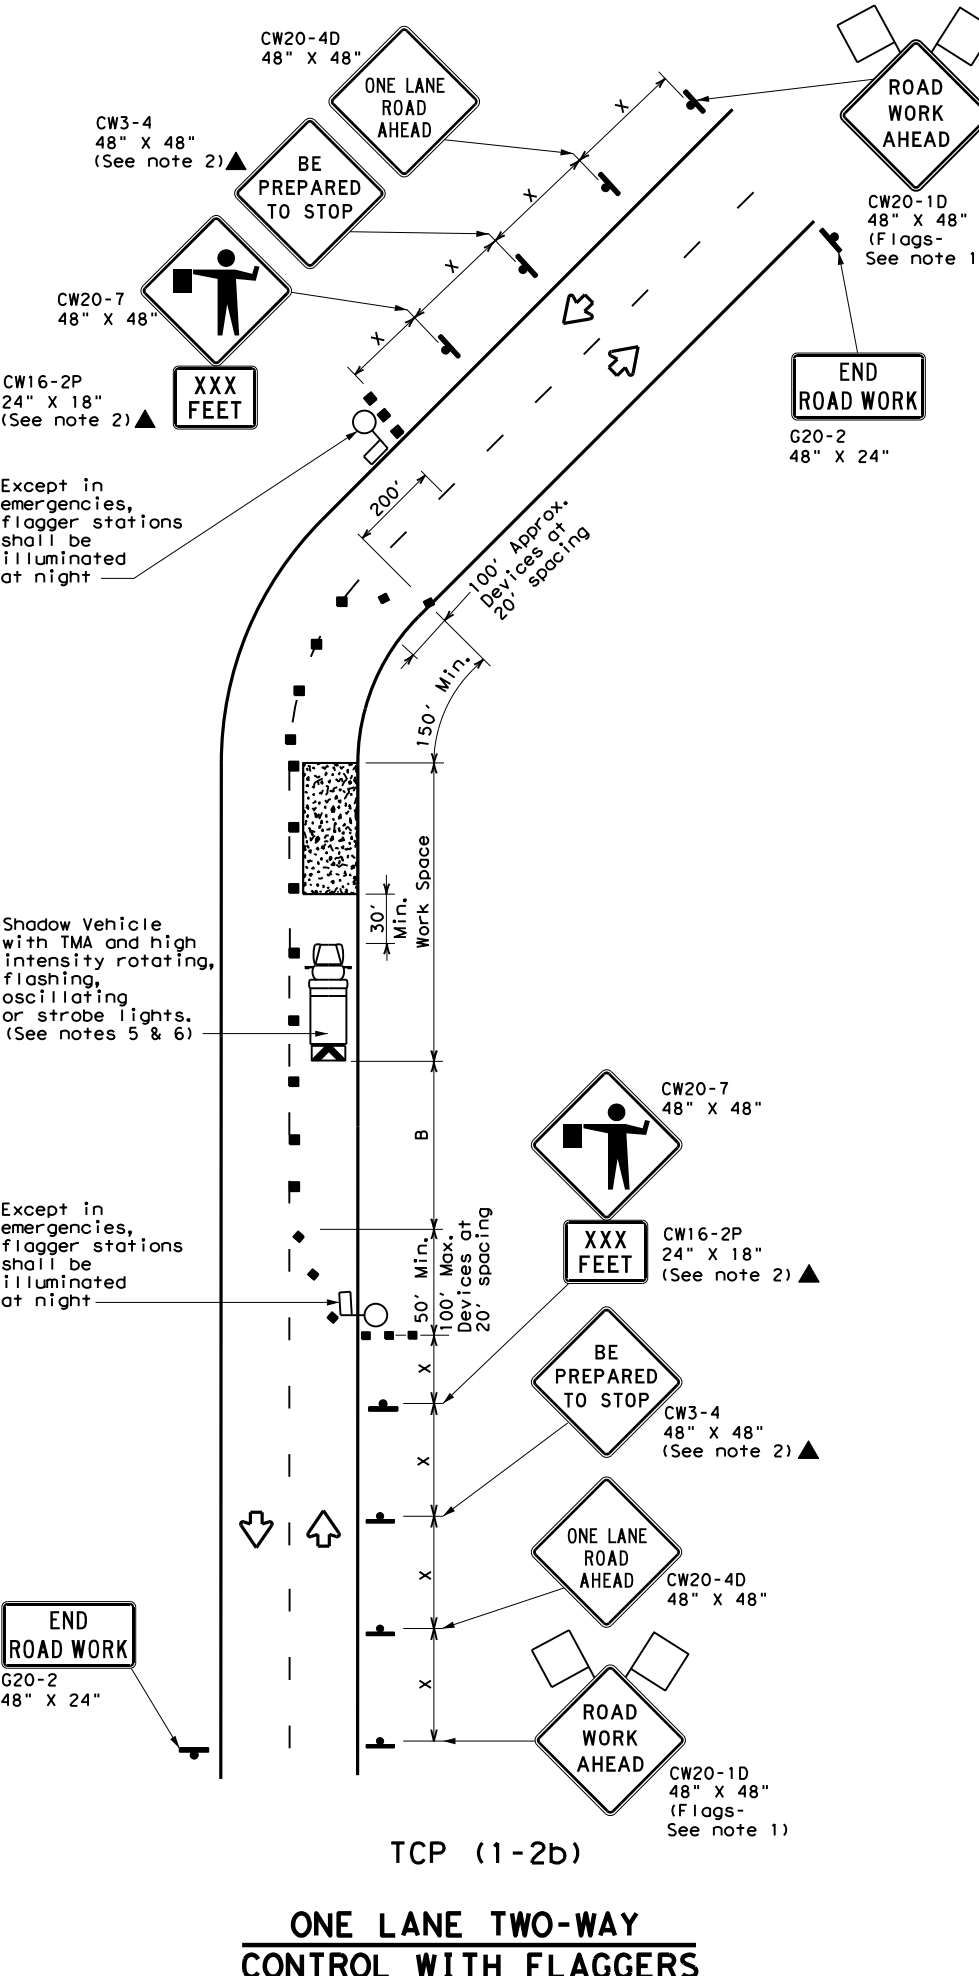 CW20-4D
48" X 48"
ONE LANE
ROAD
AHEAD
ROAD
WORK
AHEAD
CW20-1D
48" X 48"
(Flags-
See note 1
CW3-4
48" X 48"
(See note 2)
BE
PREPARED
TO STOP
X
X
X
X
CW20-7
48" X 48"
CW16-2P
24" X 18"
(See note 2)
XXX
FEET
END
ROAD WORK
G20-2
48" X 24"
Except in
emergencies,
flagger stations
shall be
illuminated
at night
200'
100' Approx.
Devices at
20' spacing
150' Min.
Work Space
30'
Min.
Shadow Vehicle
with TMA and high
intensity rotating,
flashing,
oscillating
or strobe lights.
(See notes 5 & 6)
B
CW20-7
48" X 48"
XXX
FEET
CW16-2P
24" X 18"
(See note 2)
Except in
emergencies,
flagger stations
shall be
illuminated
at night
50' Min.
100' Max.
Devices at
20' spacing
X
X
X
X
BE
PREPARED
TO STOP
CW3-4
48" X 48"
(See note 2)
ONE LANE
ROAD
AHEAD
CW20-4D
48" X 48"
END
ROAD WORK
G20-2
48" X 24"
ROAD
WORK
AHEAD
CW20-1D
48" X 48"
(Flags-
See note 1)
TCP (1-2b)
ONE LANE TWO-WAY
CONTROL WITH FLAGGERS